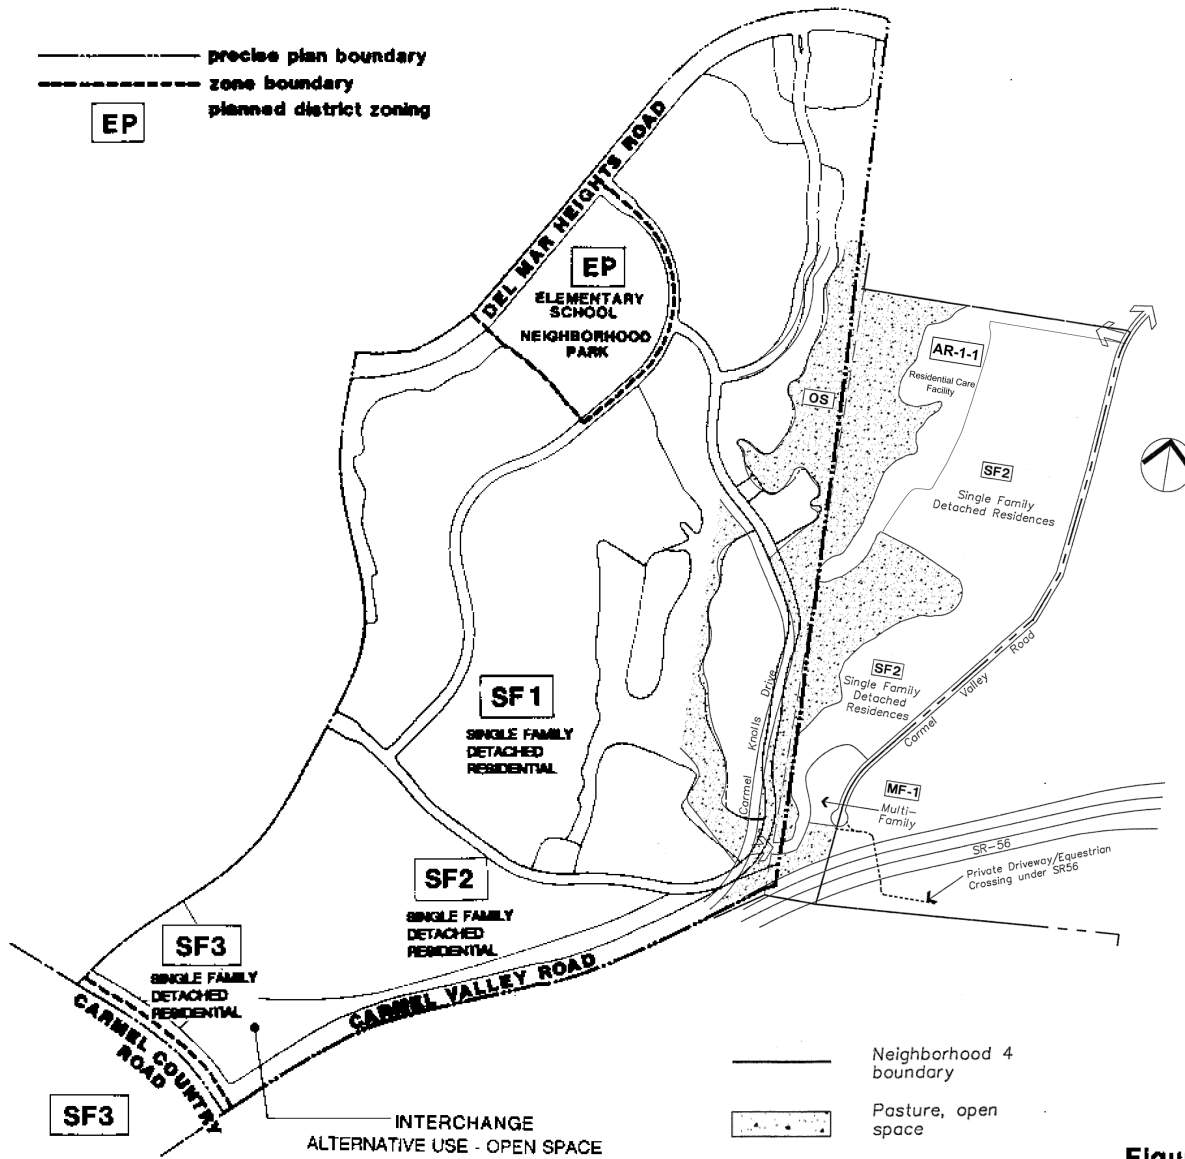 precise plan boundary
zone boundary
planned district zoning
EP
DEL MAR HEIGHTS ROAD
EP
ELEMENTARY
SCHOOL
NEIGHBORHOOD
PARK
AR-1-1
Residential Care
Facility
OS
SF2
Single Family
Detached Residences
SF1
SINGLE FAMILY
DETACHED
RESIDENTIAL
SF2
Single Family
Detached
Residences
Carmel Valley Road
Carmel Knolls Drive
MF-1
Multi-
Family
SR-56
Private Driveway/Equestrian
Crossing under SR56
SF2
SINGLE FAMILY
DETACHED
RESIDENTIAL
SF3
SINGLE FAMILY
DETACHED
RESIDENTIAL
CARMEL VALLEY ROAD
CARMEL COUNTRY
ROAD
SF3
INTERCHANGE
ALTERNATIVE USE - OPEN SPACE
Neighborhood 4
boundary
Pasture, open
space